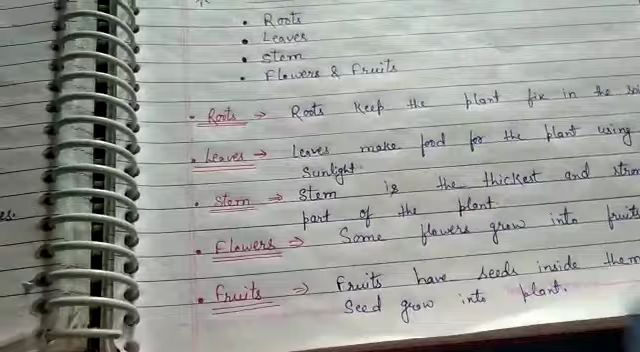 • Roots
• Leaves
• Stem
• Flowers & Fruits
• Roots → Roots keep the plant fix in the
• Leaves → Leaves make food for the plant using
Sunlight.
• Stem → Stem is the thickest and
part of the plant
• Flowers ⇒ Some flowers grow into fruits
• Fruits ⇒ Fruits have seeds inside them
Seed grow into plant.
es.